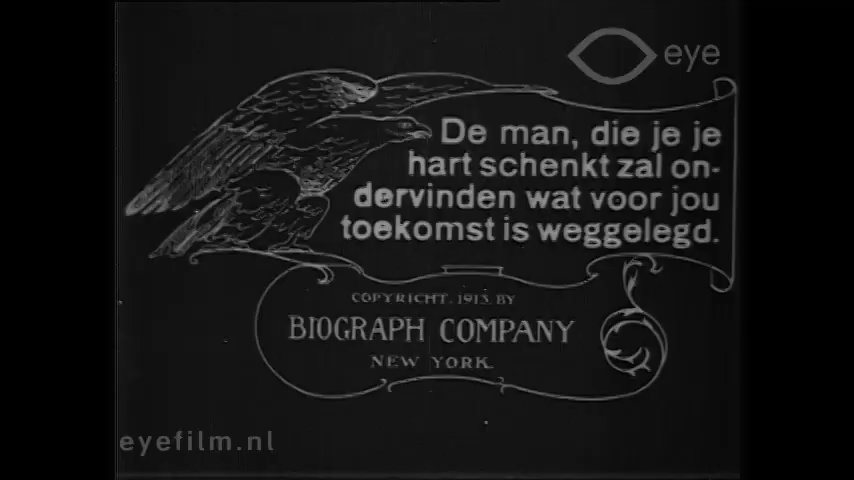 eye
De man, die je je
hart schenkt zal on-
dervinden wat voor jou
toekomst is weggelegd.
COPYRICHT. 1913. BY
BIOGRAPH COMPANY
NEW YORK.
eyefilm.nl